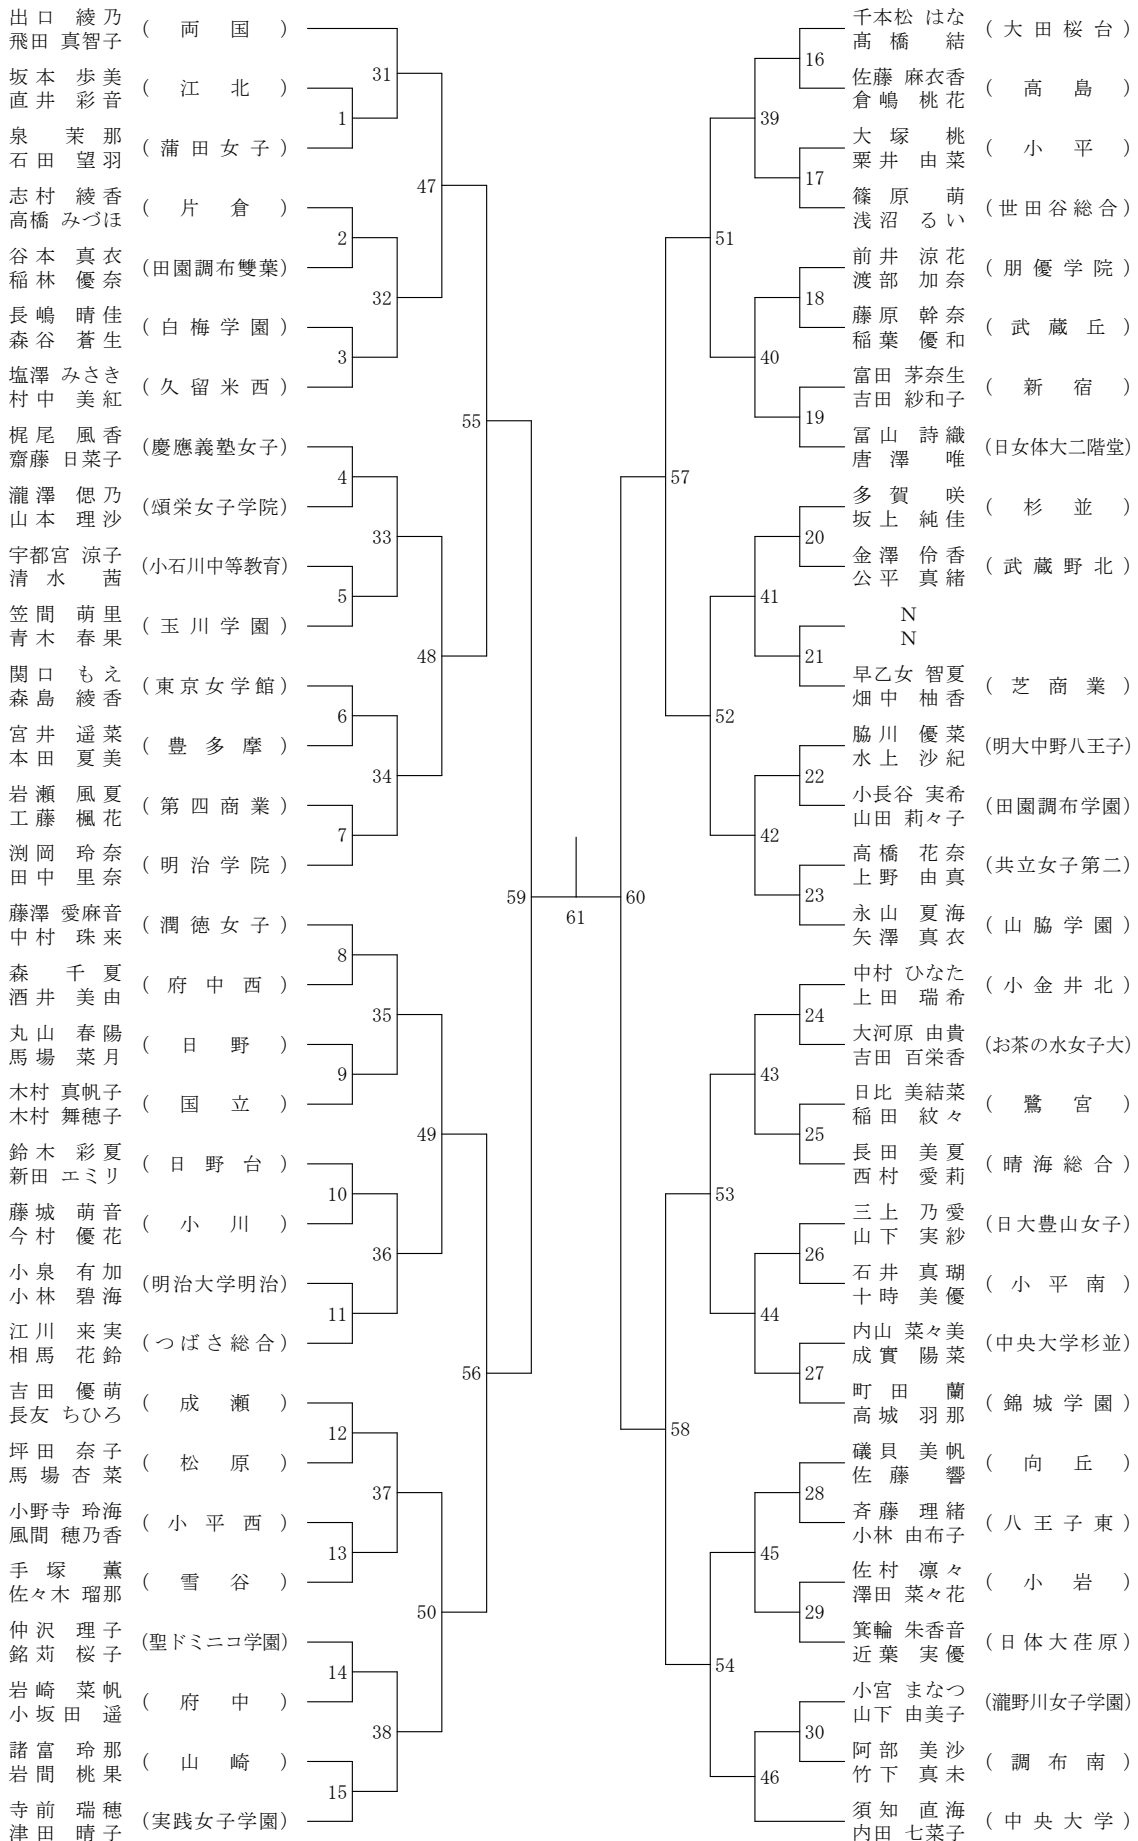 出口 綾乃
飛田 真智子
( 両国 )
坂本 歩美
直井 彩音
( 江北 )
泉 茉那
石田 望羽
( 蒲田女子 )
志村 綾香
高橋 みづほ
( 片倉 )
谷本 真衣
稲林 優奈
(田園調布雙葉)
長嶋 晴佳
森谷 蒼生
( 白梅学園 )
塩澤 みさき
村中 美紅
( 久留米西 )
梶尾 風香
齋藤 日菜子
(慶應義塾女子)
瀧澤 偲乃
山本 理沙
(頌栄女子学院)
宇都宮 涼子
清水 茜
(小石川中等教育)
笠間 萌里
青木 春果
( 玉川学園 )
関口 もえ
森島 綾香
(東京女学館)
宮井 遥菜
本田 夏美
( 豊多摩 )
岩瀬 風夏
工藤 楓花
( 第四商業 )
渕岡 玲奈
田中 里奈
( 明治学院 )
藤澤 愛麻音
中村 珠来
( 潤徳女子 )
森 千夏
酒井 美由
( 府中西 )
丸山 春陽
馬場 菜月
( 日野 )
木村 真帆子
木村 舞穂子
( 国立 )
鈴木 彩夏
新田 エミリ
( 日野台 )
藤城 萌音
今村 優花
( 小川 )
小泉 有加
小林 碧海
(明治大学明治)
江川 来実
相馬 花鈴
(つばさ総合)
吉田 優萌
長友 ちひろ
( 成瀬 )
坪田 奈子
馬場 杏菜
( 松原 )
小野寺 玲海
風間 穂乃香
( 小平西 )
手塚 薫
佐々木 瑠那
( 雪谷 )
仲沢 理子
銘苅 桜子
(聖ドミニコ学園)
岩崎 菜帆
小坂田 遥
( 府中 )
諸富 玲那
岩間 桃果
( 山崎 )
寺前 瑞穂
津田 晴子
(実践女子学園)
1
2
3
4
5
6
7
8
9
10
11
12
13
14
15
31
32
33
34
35
36
37
38
47
48
49
50
55
56
59
61
60
57
58
51
52
53
54
39
40
41
42
43
44
45
46
16
17
18
19
20
21
22
23
24
25
26
27
28
29
30
千本松 はな
髙橋 結
( 大田桜台 )
佐藤 麻衣香
倉嶋 桃花
( 高島 )
大塚 桃
栗井 由菜
( 小平 )
篠原 萌
浅沼 るい
(世田谷総合)
前井 涼花
渡部 加奈
( 朋優学院 )
藤原 幹奈
稲葉 優和
( 武蔵丘 )
富田 茅奈生
吉田 紗和子
( 新宿 )
冨山 詩織
唐澤 唯
(日女体大二階堂)
多賀 咲
坂上 純佳
( 杉並 )
金澤 伶香
公平 真緒
( 武蔵野北 )
N
N
早乙女 智夏
畑中 柚香
( 芝商業 )
脇川 優菜
水上 沙紀
(明大中野八王子)
小長谷 実希
山田 莉々子
(田園調布学園)
高橋 花奈
上野 由真
(共立女子第二)
永山 夏海
矢澤 真衣
( 山脇学園 )
中村 ひなた
上田 瑞希
( 小金井北 )
大河原 由貴
吉田 百栄香
(お茶の水女子大)
日比 美結菜
稲田 紋々
( 鷺宮 )
長田 美夏
西村 愛莉
( 晴海総合 )
三上 乃愛
山下 実紗
(日大豊山女子)
石井 真瑚
十時 美優
( 小平南 )
内山 菜々美
成實 陽菜
(中央大学杉並)
町田 蘭
高城 羽那
( 錦城学園 )
礒貝 美帆
佐藤 響
( 向丘 )
斉藤 理緒
小林 由布子
( 八王子東 )
佐村 凛々
澤田 菜々花
( 小岩 )
箕輪 朱香音
近葉 実優
( 日体大荏原 )
小宮 まなつ
山下 由美子
(瀧野川女子学園)
阿部 美沙
竹下 真未
( 調布南 )
須知 直海
内田 七菜子
( 中央大学 )